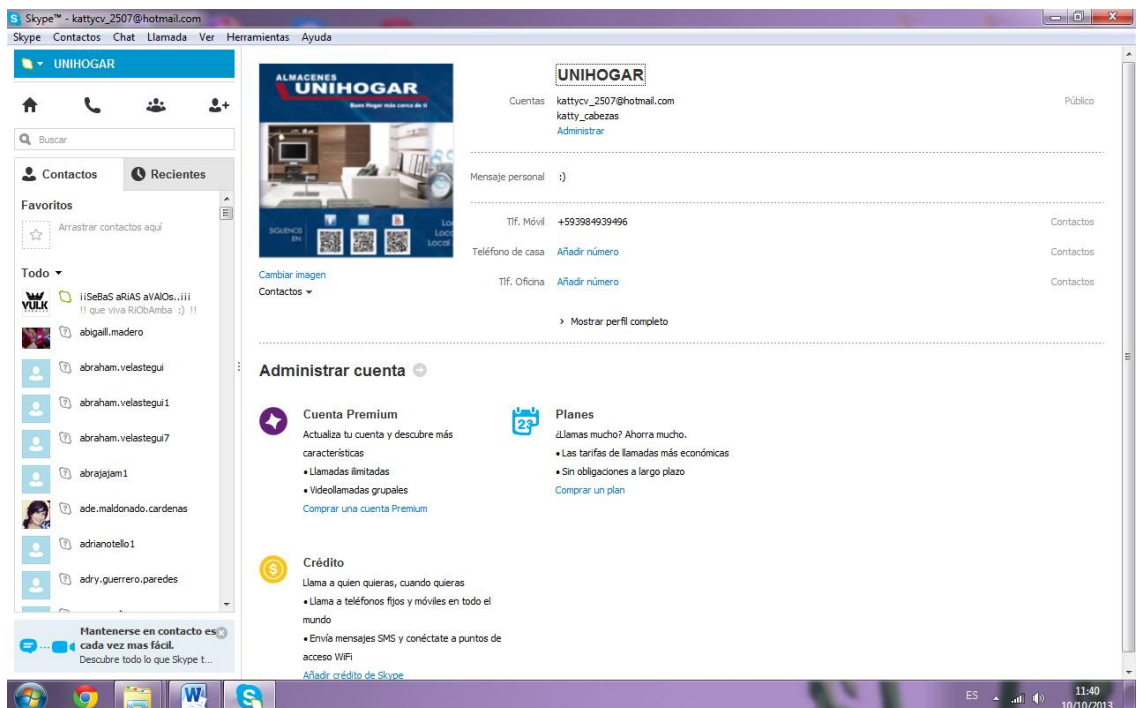 Skype™ - kattycv_2507@hotmail.com
Skype Contactos Chat Llamada Ver Herramientas Ayuda
UNIHOGAR
Buscar
Contactos Recientes
Favoritos
Arrastrar contactos aquí
Todo
¡¡SeBaS aRiAS aVAlOs..¡¡¡
!! que viva RiObAmba :) !!
abigaill.madero
abraham.velastegui
abraham.velastegui1
abraham.velastegui7
abrajajam1
ade.maldonado.cardenas
adrianotello1
adry.guerrero.paredes
Mantenerse en contacto es
cada vez mas fácil.
Descubre todo lo que Skype t...
VULK
ALMACENES
UNIHOGAR
Buen Hogar más cerca de ti
SIGUENOS
EN:
Local
Cambiar imagen
Contactos
UNIHOGAR
Cuentas kattycv_2507@hotmail.com Público
katty_cabezas
Administrar
Mensaje personal :)
Tlf. Móvil +593984939496 Contactos
Teléfono de casa Añadir número Contactos
Tlf. Oficina Añadir número Contactos
Mostrar perfil completo
Administrar cuenta
Cuenta Premium
Actualiza tu cuenta y descubre más
características
• Llamadas ilimitadas
• Videollamadas grupales
Comprar una cuenta Premium
23
Planes
¿Llamas mucho? Ahorra mucho.
• Las tarifas de llamadas más económicas
• Sin obligaciones a largo plazo
Comprar un plan
Crédito
Llama a quien quieras, cuando quieras
• Llama a teléfonos fijos y móviles en todo el
mundo
• Envía mensajes SMS y conéctate a puntos de
acceso WiFi
Añadir crédito de Skype
ES 11:40
10/10/2013